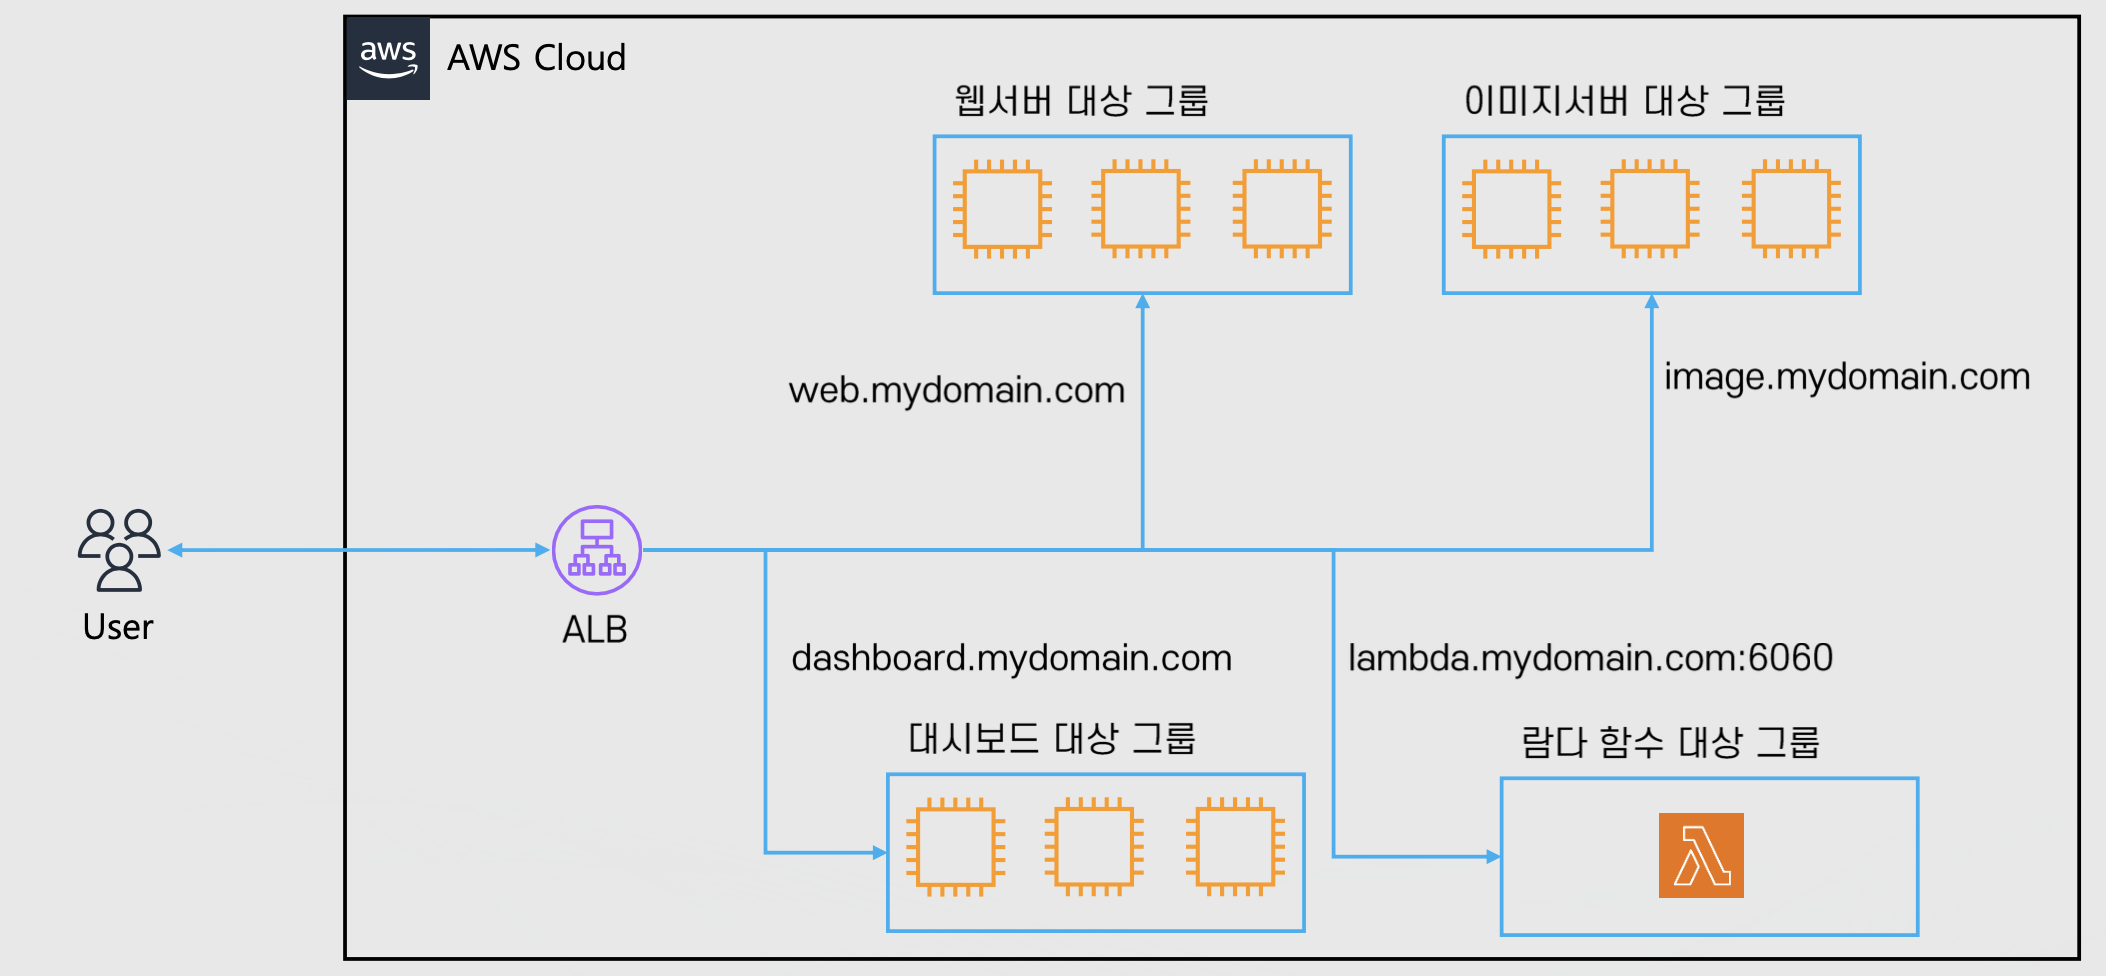 aws
AWS Cloud
웹서버 대상 그룹
이미지서버 대상 그룹
web.mydomain.com
image.mydomain.com
User
ALB
dashboard.mydomain.com
lambda.mydomain.com:6060
대시보드 대상 그룹
람다 함수 대상 그룹